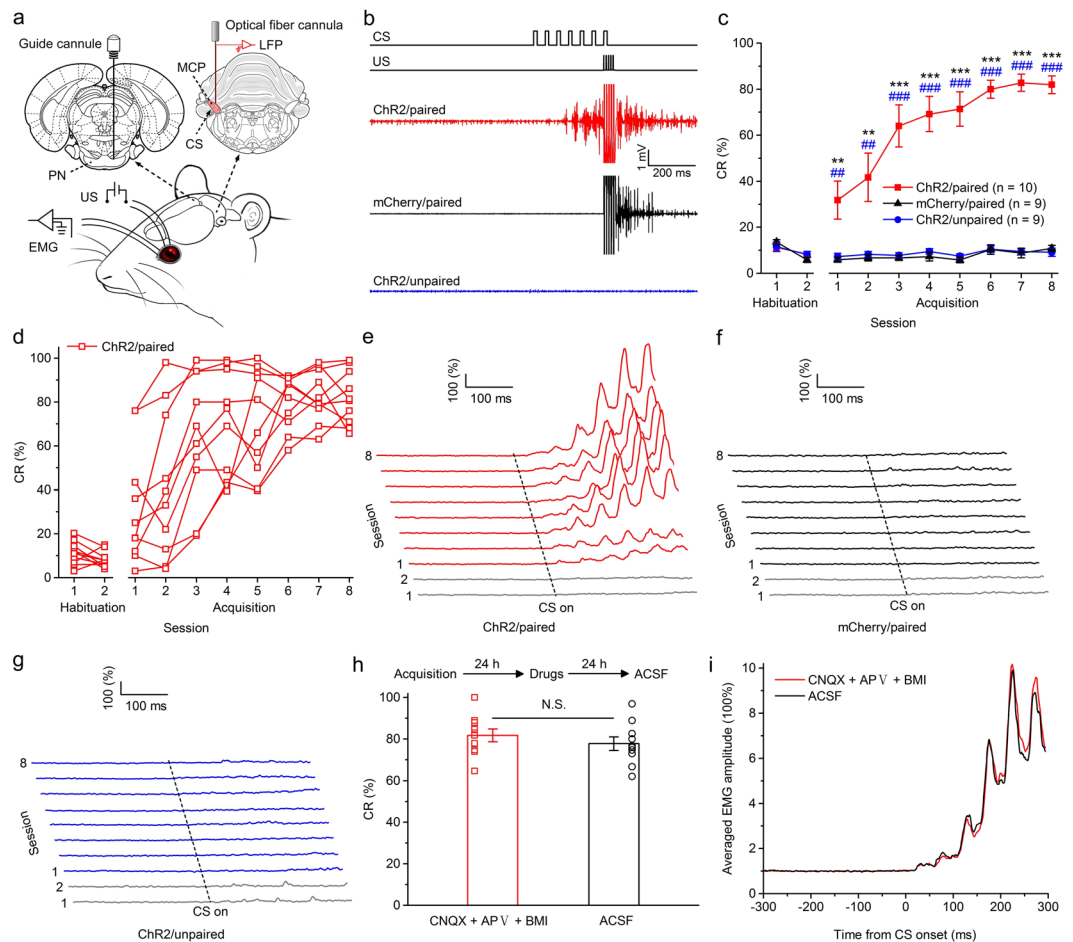 a
Guide cannule
Optical fiber cannula
LFP
MCP
CS
PN
US
EMG
b
CS
US
ChR2/paired
1 mV
200 ms
mCherry/paired
ChR2/unpaired
c
CR (%)
100
80
60
40
20
0
** ** *** *** *** *** *** ***
## ## ### ### ### ### ### ###
ChR2/paired (n = 10)
mCherry/paired (n = 9)
ChR2/unpaired (n = 9)
1 2 1 2 3 4 5 6 7 8
Habituation Acquisition
Session
d
ChR2/paired
CR (%)
100
80
60
40
20
0
1 2 1 2 3 4 5 6 7 8
Habituation Acquisition
Session
e
100 (%)
100 ms
8
Session
1
2
1
CS on
ChR2/paired
f
100 (%)
100 ms
8
Session
1
2
1
CS on
mCherry/paired
g
100 (%)
100 ms
8
Session
1
2
1
CS on
ChR2/unpaired
h
Acquisition 24 h Drugs 24 h ACSF
N.S.
CR (%)
100
80
60
40
20
0
CNQX + APV + BMI ACSF
i
CNQX + APV + BMI
ACSF
Averaged EMG amplitude (100%)
10
8
6
4
2
0
-300 -200 -100 0 100 200 300
Time from CS onset (ms)